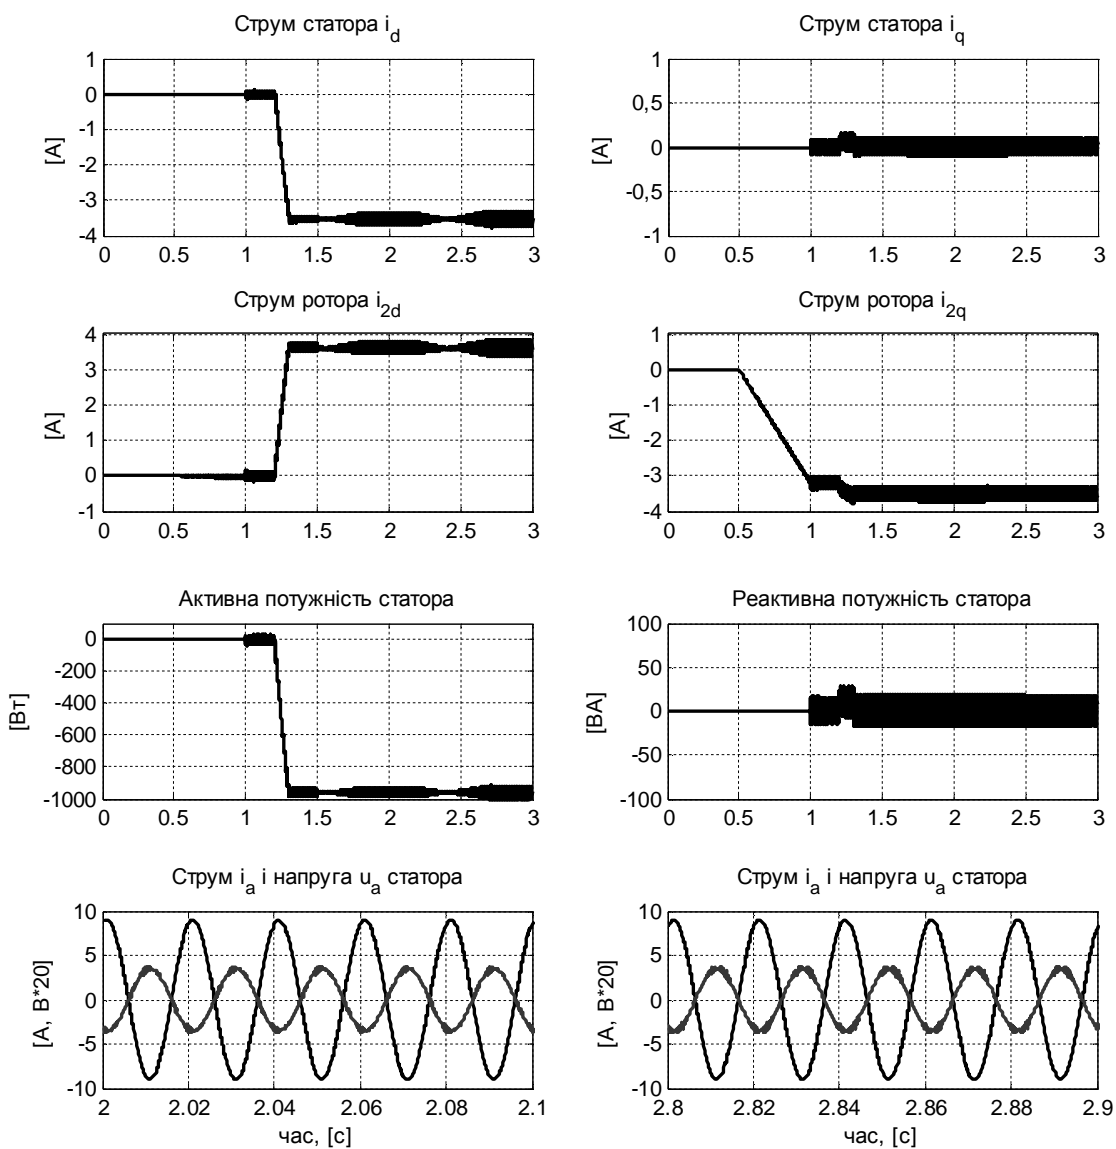 Струм статора i_d
Струм статора i_q
[A]
1
0
-1
-2
-3
-4
0 0.5 1 1.5 2 2.5 3
[A]
1
0,5
0
-0,5
-1
0 0.5 1 1.5 2 2.5 3
Струм ротора i_2d
Струм ротора i_2q
[A]
4
3
2
1
0
-1
0 0.5 1 1.5 2 2.5 3
[A]
1
0
-1
-2
-3
-4
0 0.5 1 1.5 2 2.5 3
Активна потужність статора
Реактивна потужність статора
[Вт]
0
-200
-400
-600
-800
-1000
0 0.5 1 1.5 2 2.5 3
[ВА]
100
50
0
-50
-100
0 0.5 1 1.5 2 2.5 3
Струм i_a і напруга u_a статора
Струм i_a і напруга u_a статора
[A, B*20]
10
5
0
-5
-10
2 2.02 2.04 2.06 2.08 2.1
час, [c]
[A, B*20]
10
5
0
-5
-10
2.8 2.82 2.84 2.86 2.88 2.9
час, [c]